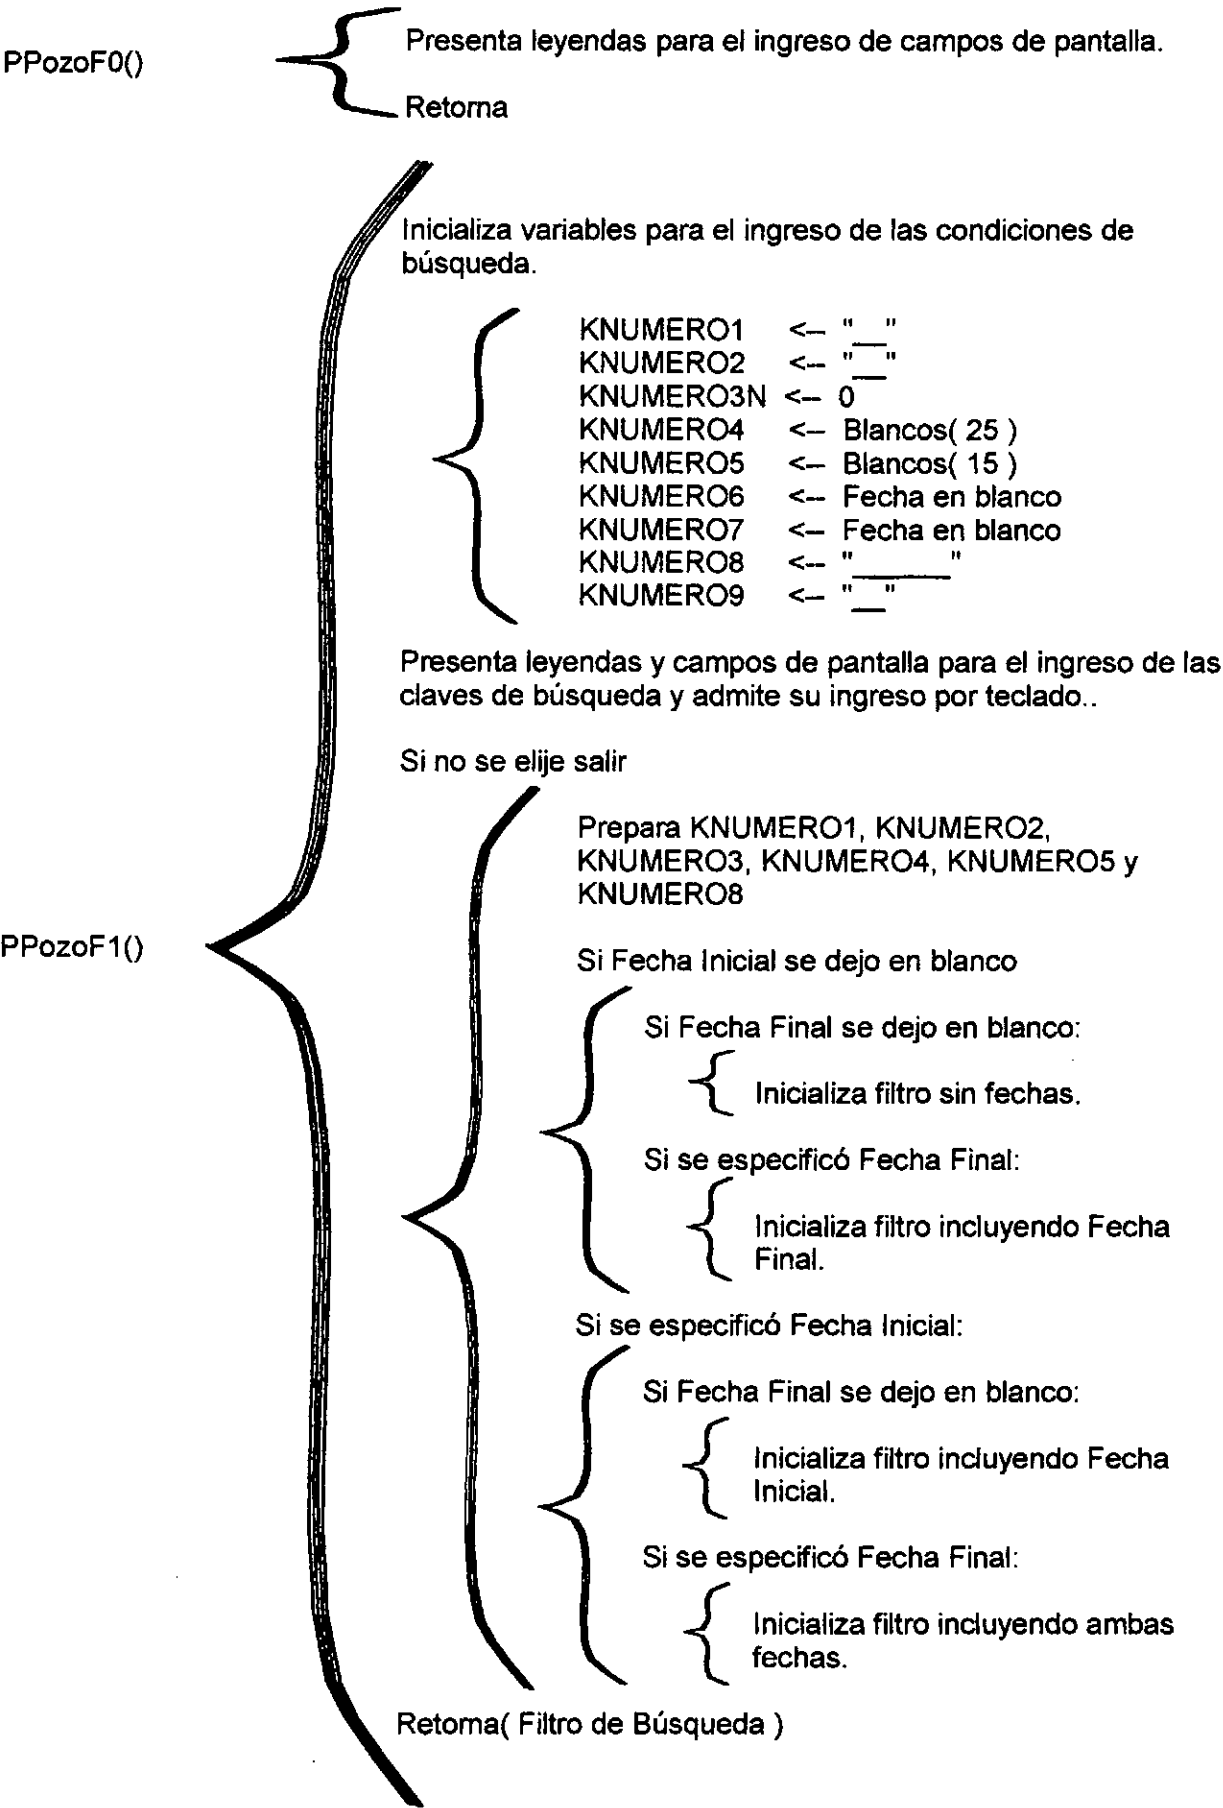 Presenta leyendas para el ingreso de campos de pantalla.
PPozoF0()
Retorna
Inicializa variables para el ingreso de las condiciones de
búsqueda.
KNUMERO1 <-- "__"
KNUMERO2 <-- "__"
KNUMERO3N <-- 0
KNUMERO4 <-- Blancos( 25 )
KNUMERO5 <-- Blancos( 15 )
KNUMERO6 <-- Fecha en blanco
KNUMERO7 <-- Fecha en blanco
KNUMERO8 <-- "______"
KNUMERO9 <-- "__"
Presenta leyendas y campos de pantalla para el ingreso de las
claves de búsqueda y admite su ingreso por teclado..
Si no se elije salir
Prepara KNUMERO1, KNUMERO2,
KNUMERO3, KNUMERO4, KNUMERO5 y
KNUMERO8
PPozoF1()
Si Fecha Inicial se dejo en blanco
Si Fecha Final se dejo en blanco:
Inicializa filtro sin fechas.
Si se especificó Fecha Final:
Inicializa filtro incluyendo Fecha
Final.
Si se especificó Fecha Inicial:
Si Fecha Final se dejo en blanco:
Inicializa filtro incluyendo Fecha
Inicial.
Si se especificó Fecha Final:
Inicializa filtro incluyendo ambas
fechas.
Retorna( Filtro de Búsqueda )